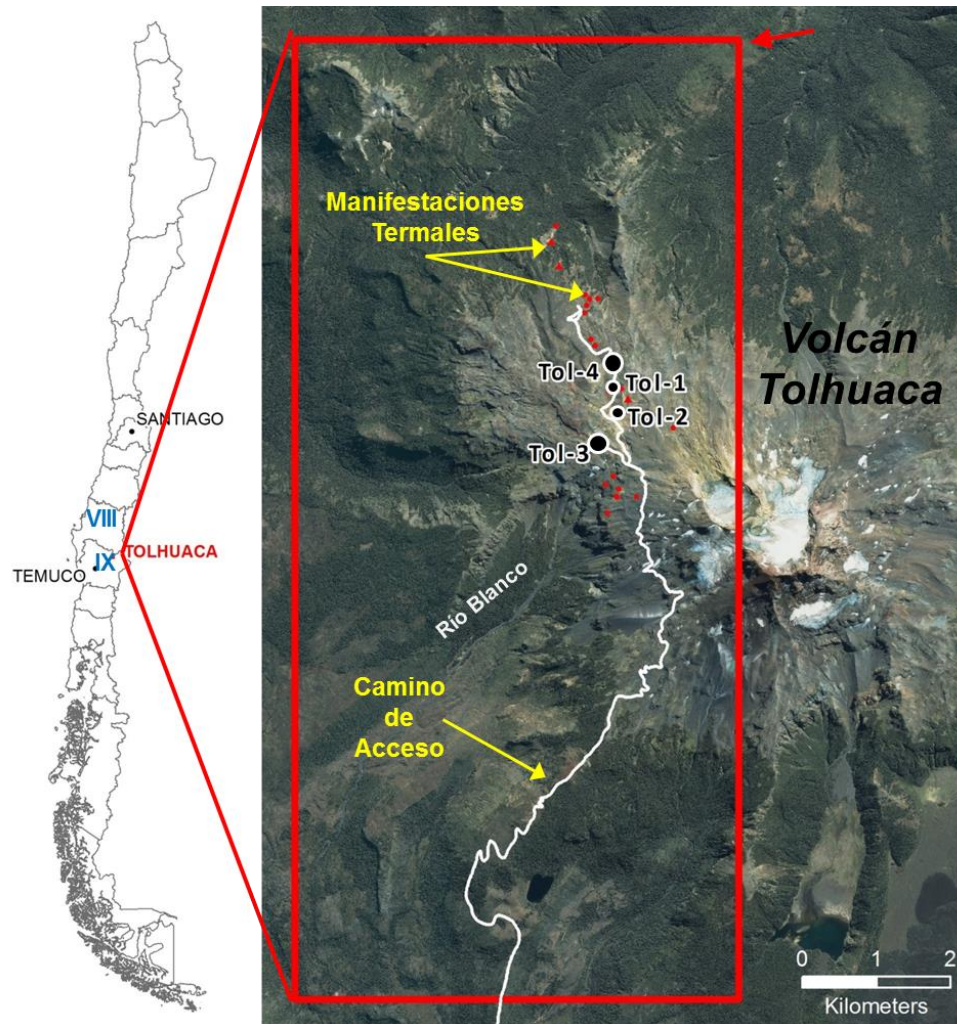 SANTIAGO
VIII
TOLHUACA
IX
TEMUCO
Manifestaciones
Termales
Volcán
Tolhuaca
Tol-4
Tol-1
Tol-2
Tol-3
Río Blanco
Camino
de
Acceso
0 1 2
Kilometers